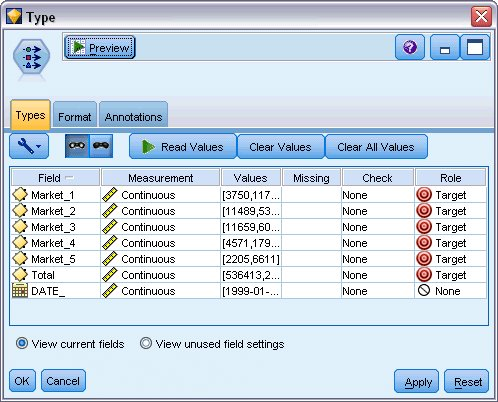 Type
Preview
Types Format Annotations
Read Values Clear Values Clear All Values
Field Measurement Values Missing Check Role
Market_1 Continuous [3750,117... None Target
Market_2 Continuous [11489,53... None Target
Market_3 Continuous [11659,60... None Target
Market_4 Continuous [4571,179... None Target
Market_5 Continuous [2205,6611] None Target
Total Continuous [536413,2... None Target
DATE_ Continuous [1999-01-... None None
View current fields View unused field settings
OK Cancel Apply Reset